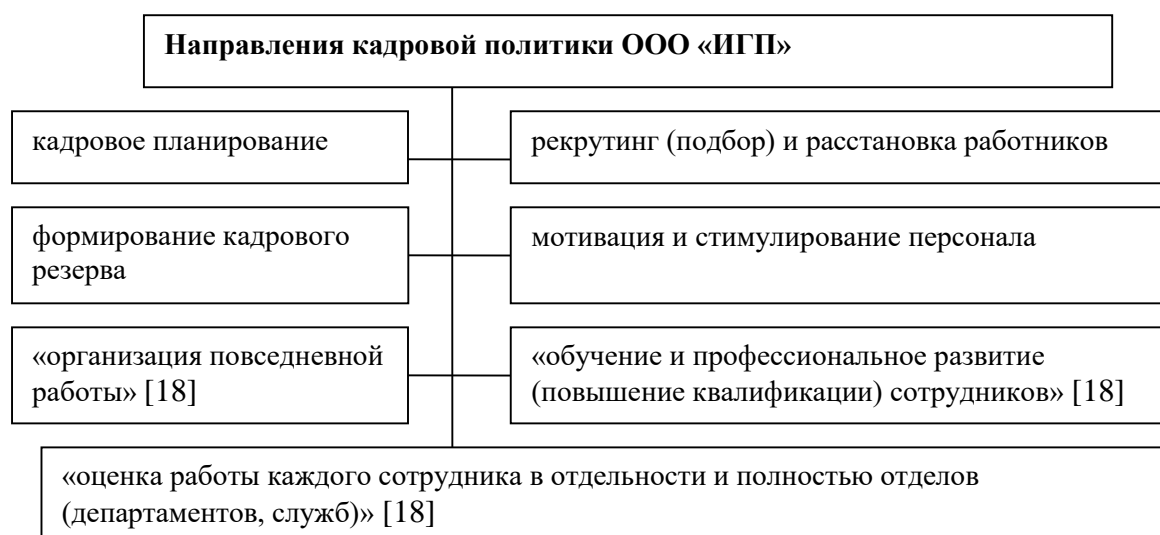 Направления кадровой политики ООО «ИГП»
кадровое планирование
рекрутинг (подбор) и расстановка работников
формирование кадрового
резерва
мотивация и стимулирование персонала
«организация повседневной
работы» [18]
«обучение и профессиональное развитие
(повышение квалификации) сотрудников» [18]
«оценка работы каждого сотрудника в отдельности и полностью отделов
(департаментов, служб)» [18]